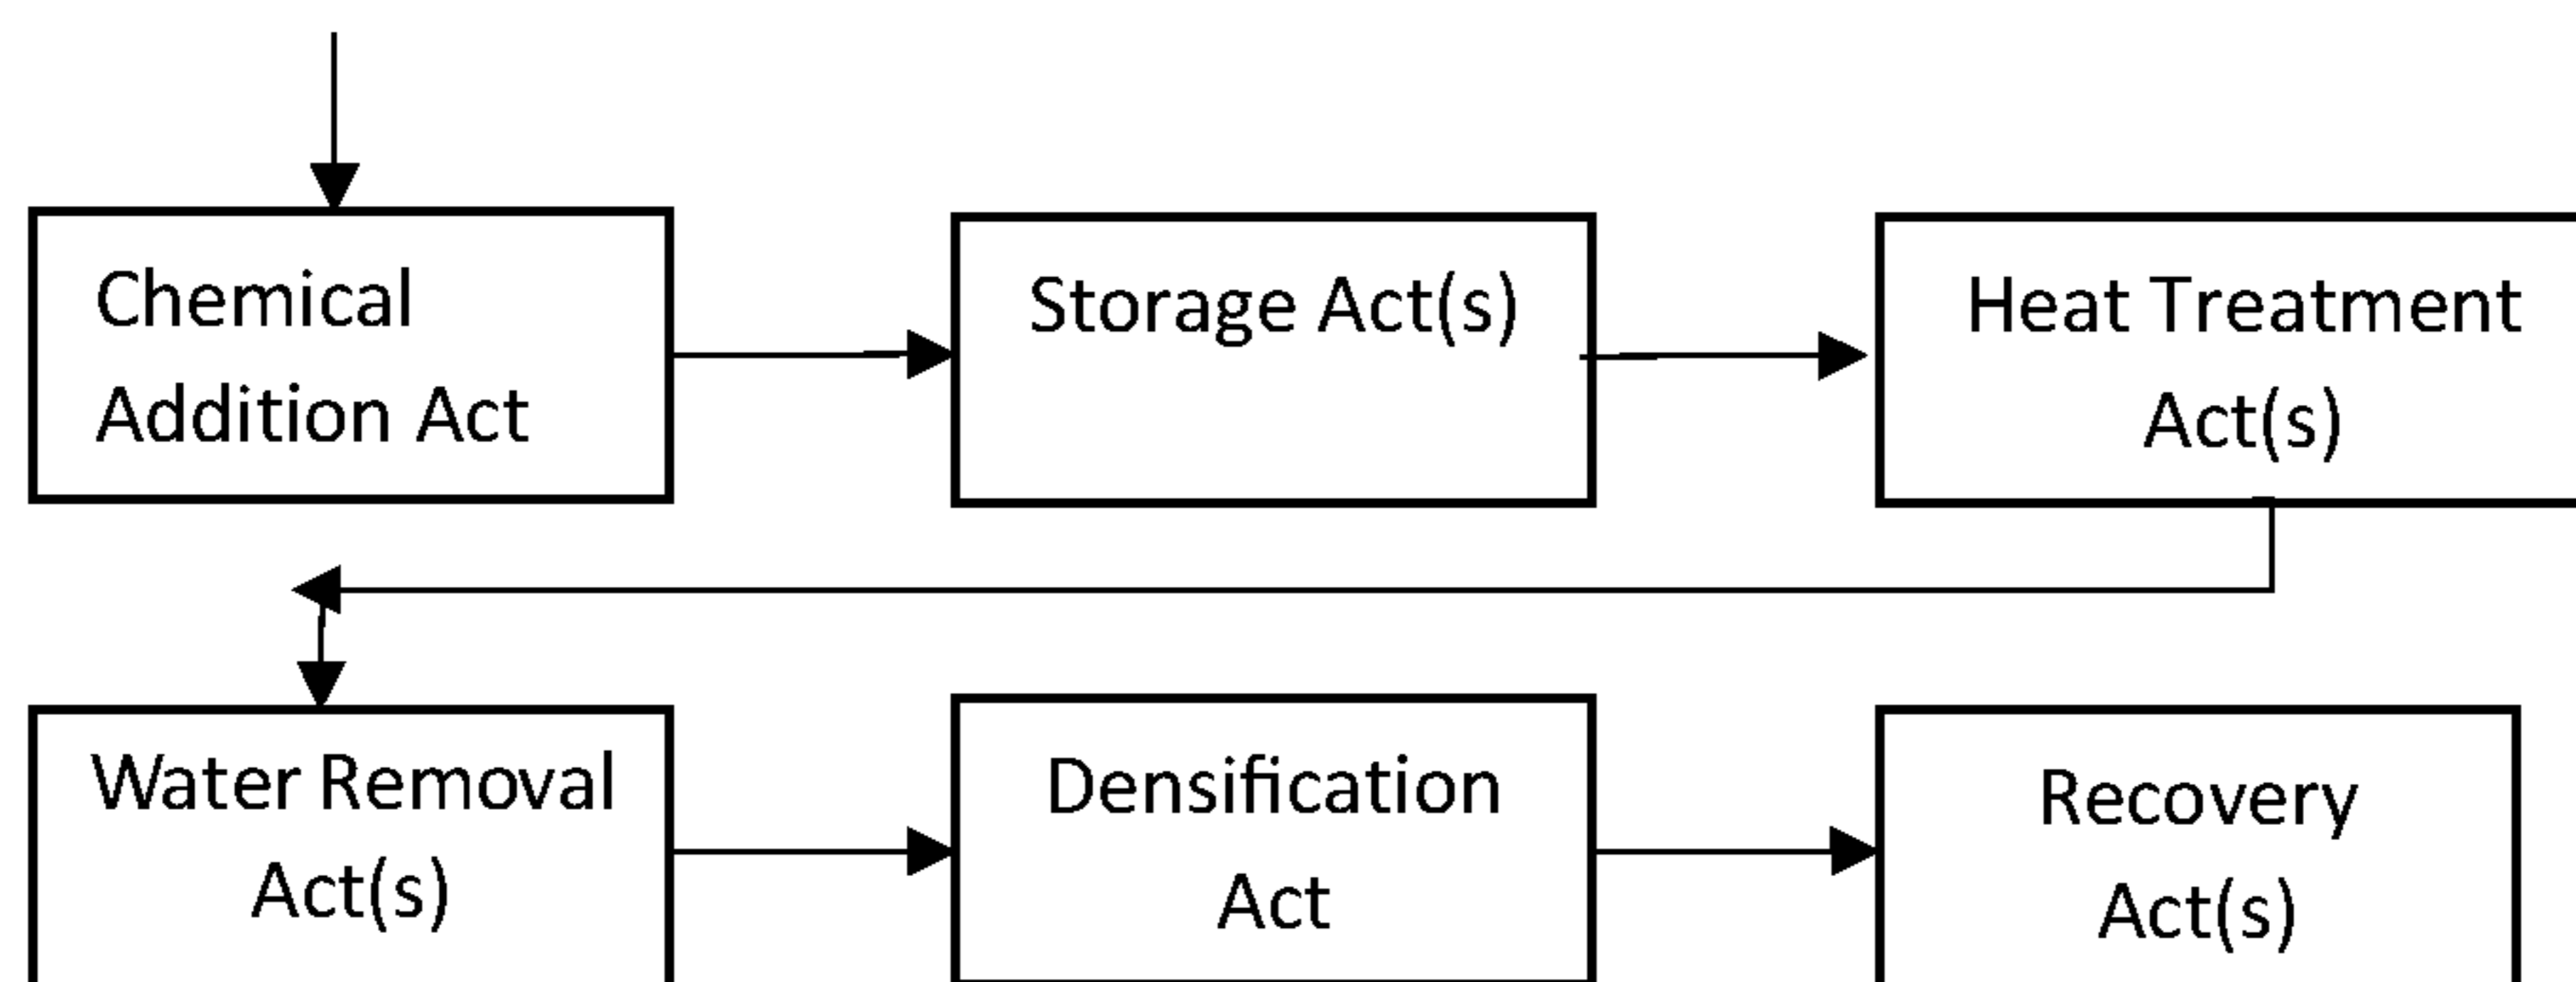 Chemical
Addition Act
Storage Act(s)
Heat Treatment
Act(s)
Water Removal
Act(s)
Densification
Act
Recovery
Act(s)